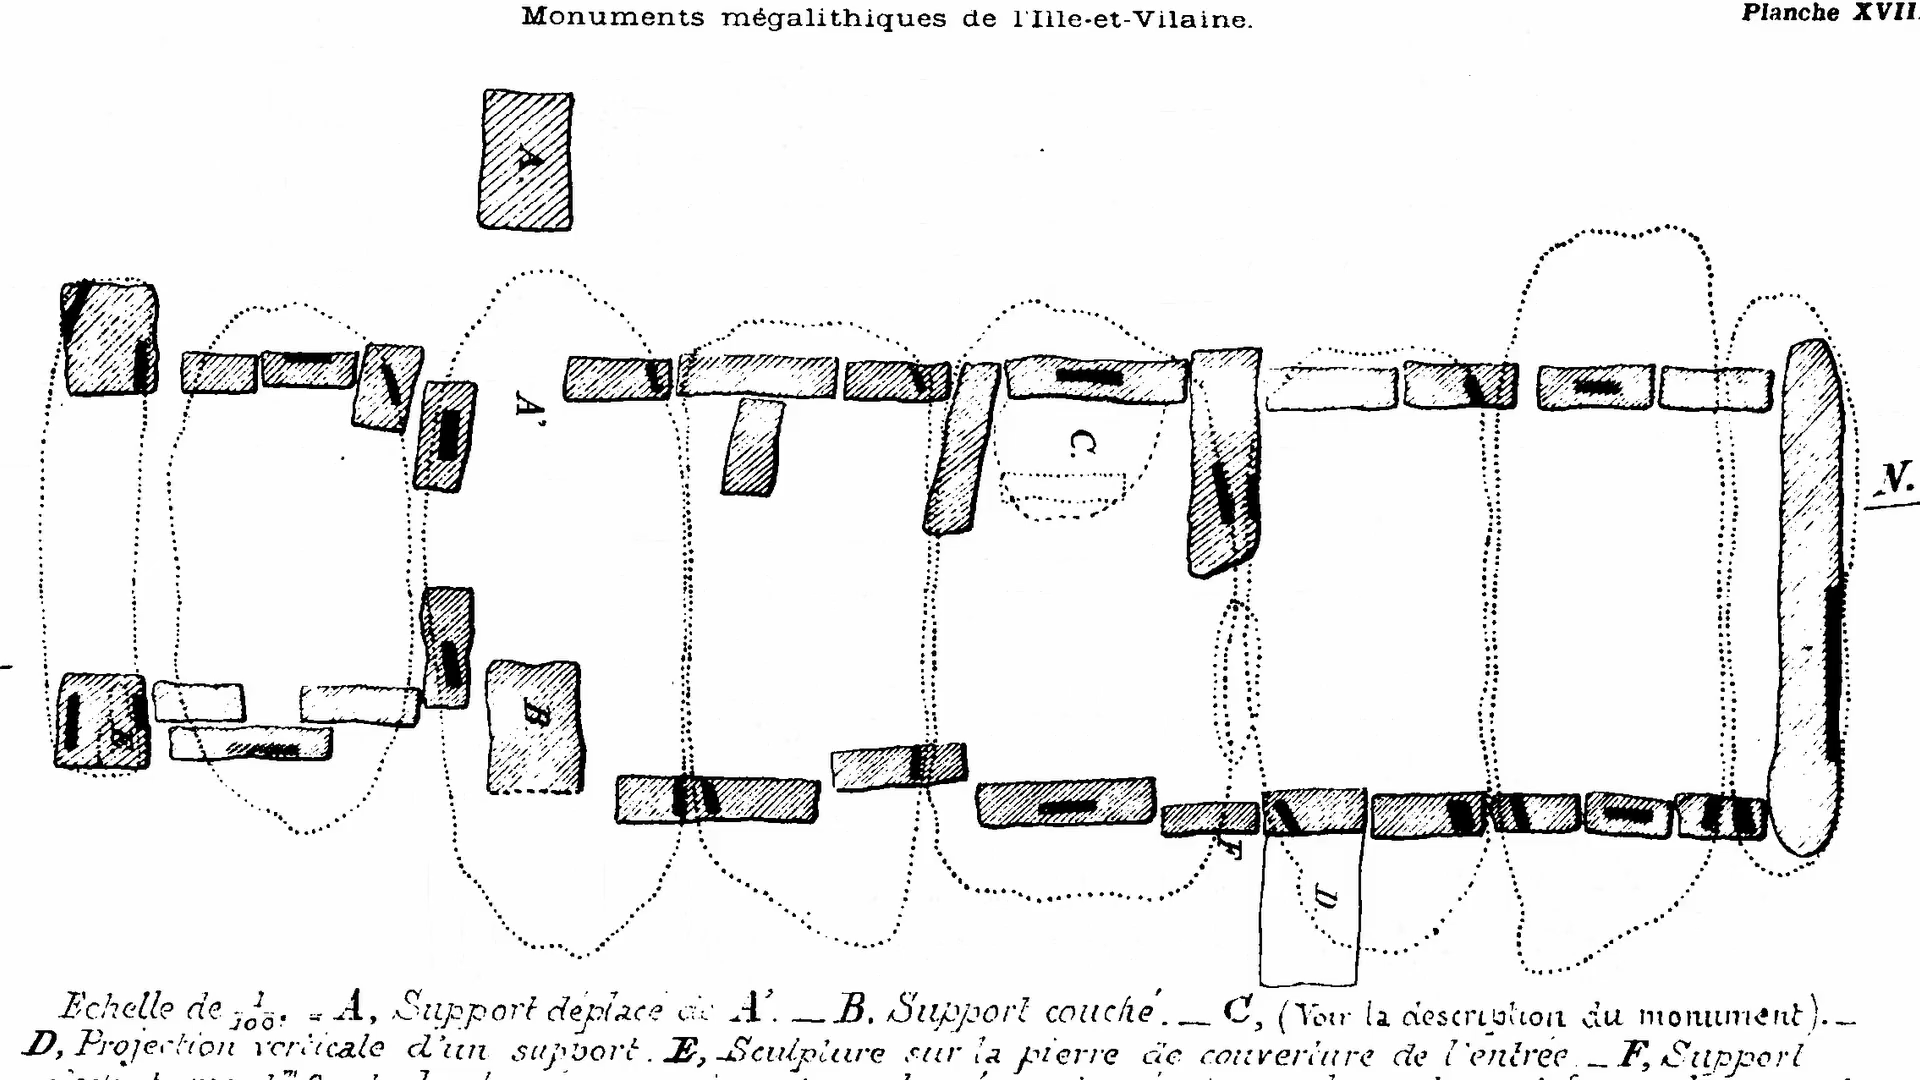 Monuments mégalithiques de l'Ille-et-Vilaine.
Planche XVII.
A.
A'
C.
N.
B
E
F
D.
Echelle de 1/100. = A, Support déplacé de A'. — B. Support couché. — C, (Voir la description du monument). —
D, Projection verticale d'un support. E, Sculpture sur la pierre de couverture de l'entrée. — F, Support